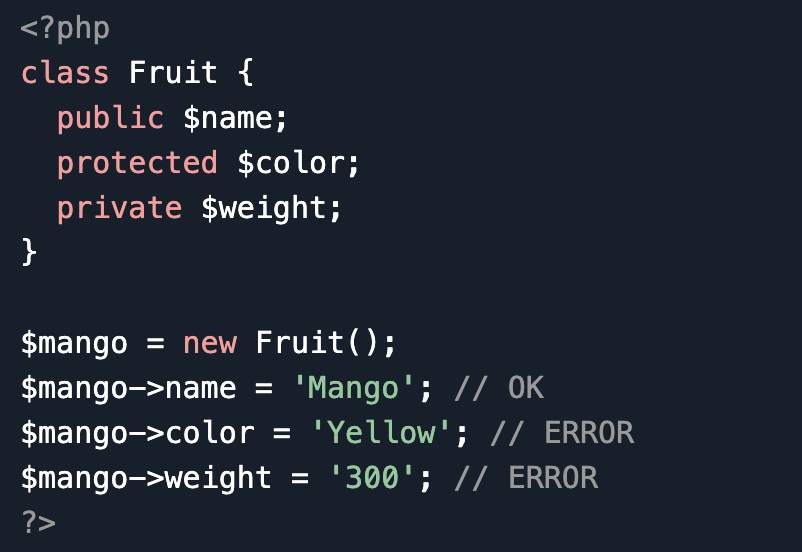 <?php
class Fruit {
  public $name;
  protected $color;
  private $weight;
}

$mango = new Fruit();
$mango->name = 'Mango'; // OK
$mango->color = 'Yellow'; // ERROR
$mango->weight = '300'; // ERROR
?>